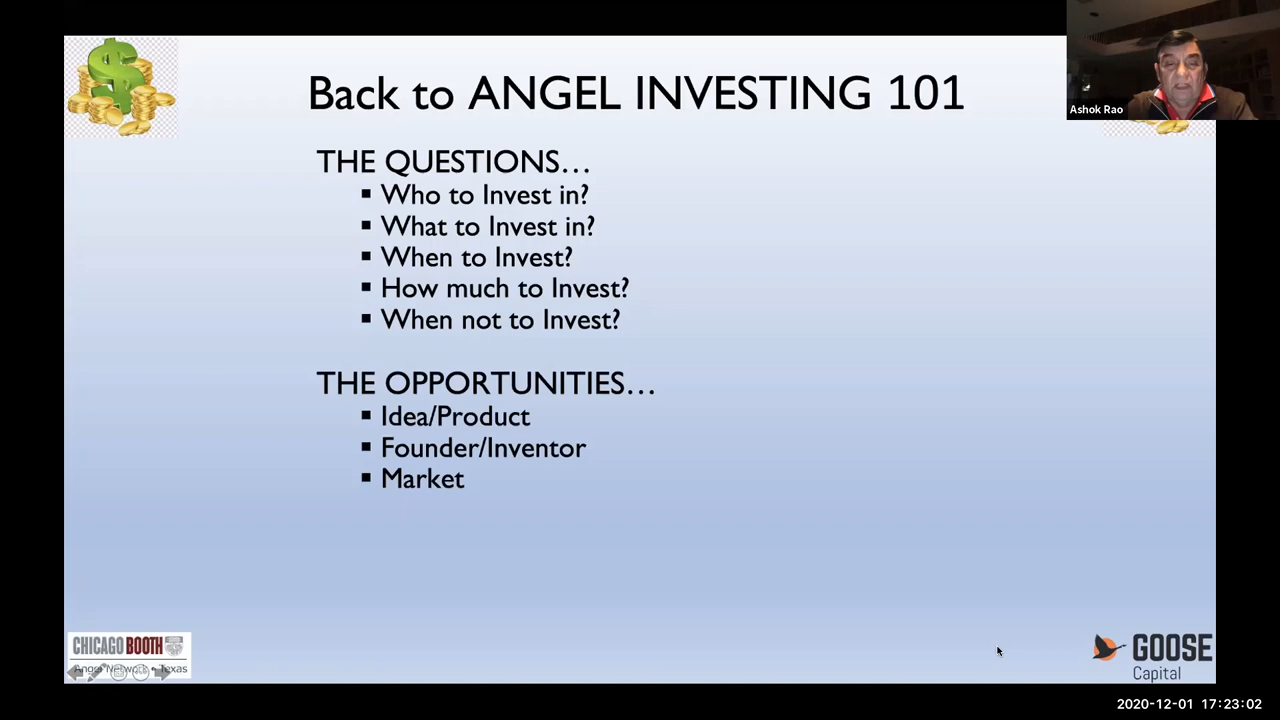 Back to ANGEL INVESTING 101
Ashok Rao
THE QUESTIONS…
▪ Who to Invest in?
▪ What to Invest in?
▪ When to Invest?
▪ How much to Invest?
▪ When not to Invest?
THE OPPORTUNITIES…
▪ Idea/Product
▪ Founder/Inventor
▪ Market
CHICAGO BOOTH
Angel Network • Texas
GOOSE
Capital
2020-12-01 17:23:02